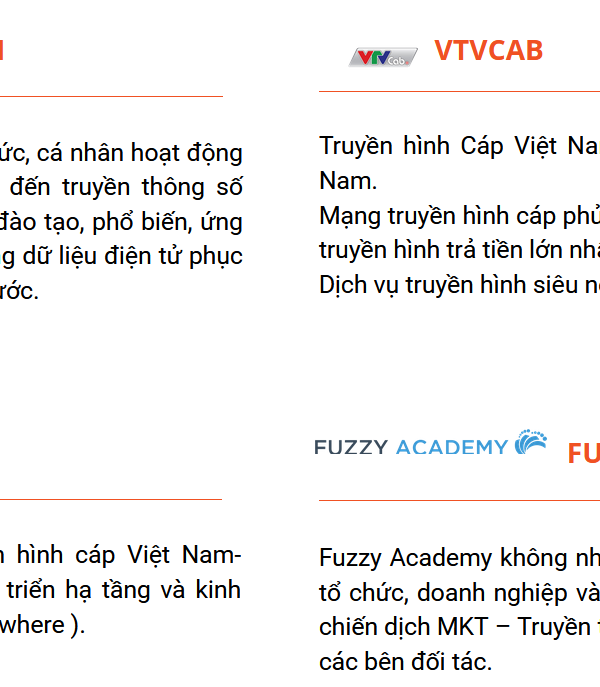 VTVCab VTVCAB
ức, cá nhân hoạt động
đến truyền thông số
đào tạo, phổ biến, ứng
g dữ liệu điện tử phục
ước.
Truyền hình Cáp Việt Na
Nam.
Mạng truyền hình cáp phủ
truyền hình trả tiền lớn nh
Dịch vụ truyền hình siêu n
hình cáp Việt Nam-
triển hạ tầng và kinh
where ).
FUZZY ACADEMY FU
Fuzzy Academy không nh
tổ chức, doanh nghiệp và
chiến dịch MKT – Truyền
các bên đối tác.